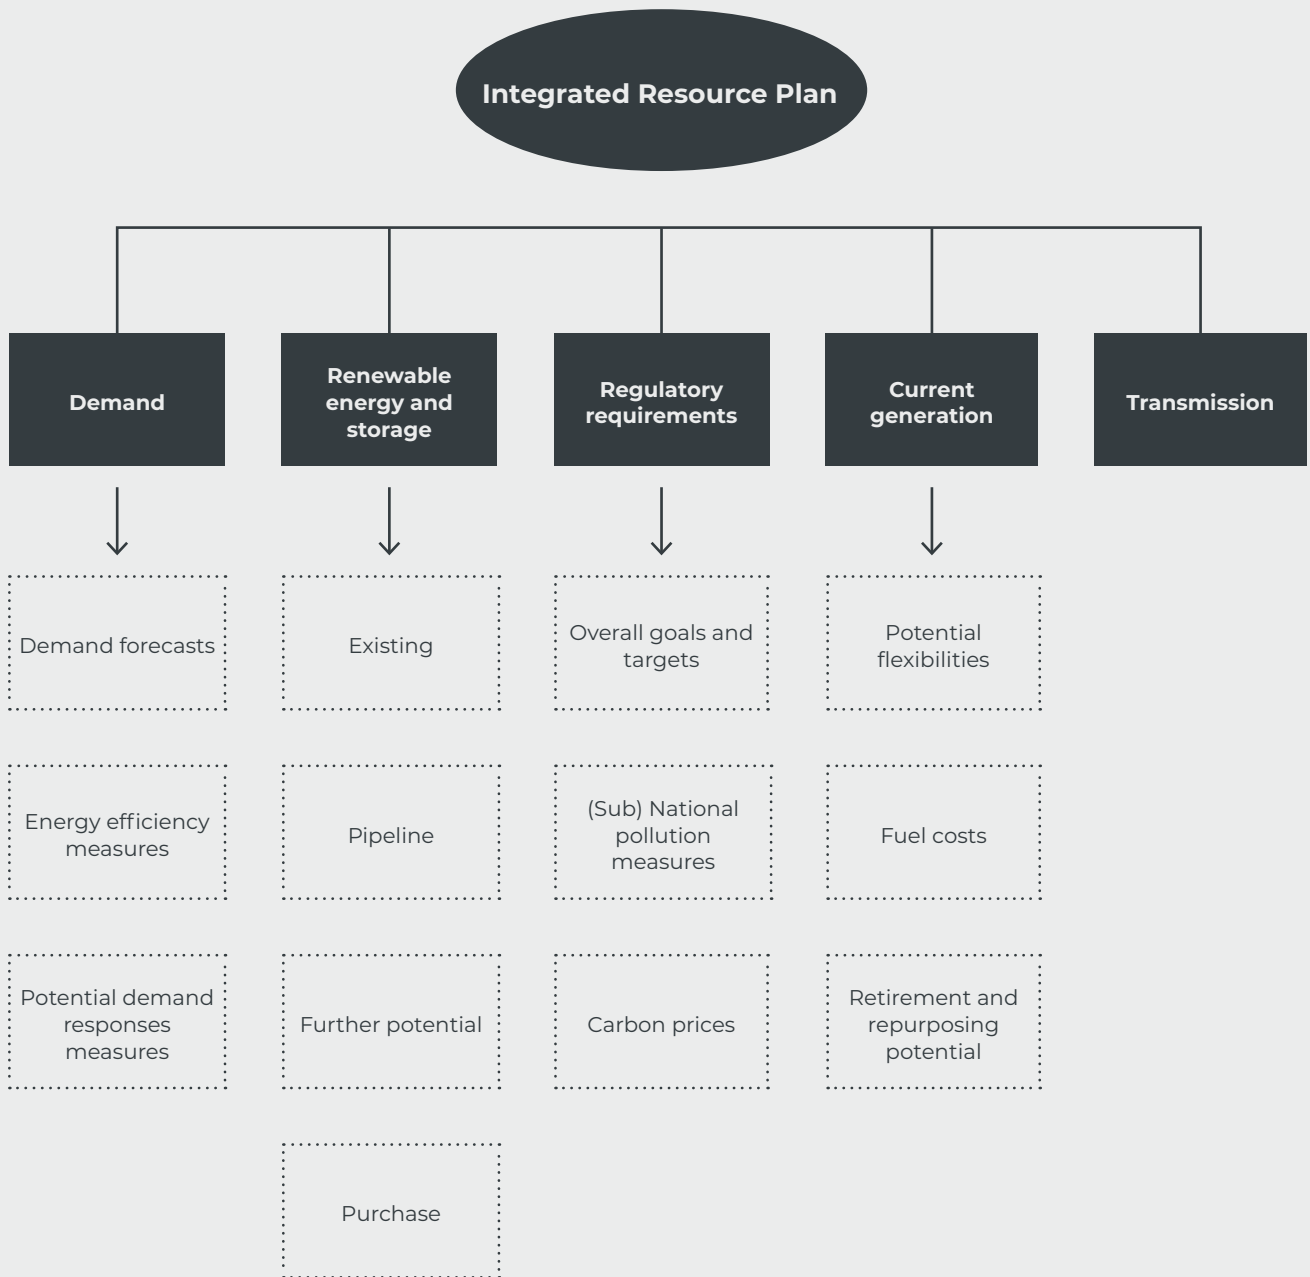 Integrated Resource Plan
Demand
Renewable
energy and
storage
Regulatory
requirements
Current
generation
Transmission
Demand forecasts
Existing
Overall goals and
targets
Potential
flexibilities
Energy efficiency
measures
Pipeline
(Sub) National
pollution
measures
Fuel costs
Potential demand
responses
measures
Further potential
Carbon prices
Retirement and
repurposing
potential
Purchase